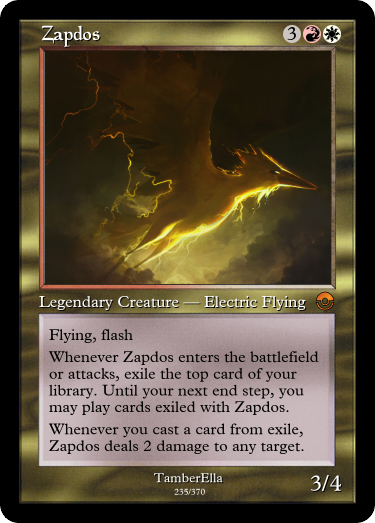 Zapdos 3
Legendary Creature — Electric Flying
Flying, flash
Whenever Zapdos enters the battlefield
or attacks, exile the top card of your
library. Until your next end step, you
may play cards exiled with Zapdos.
Whenever you cast a card from exile,
Zapdos deals 2 damage to any target.
TamberElla
235/370
3/4